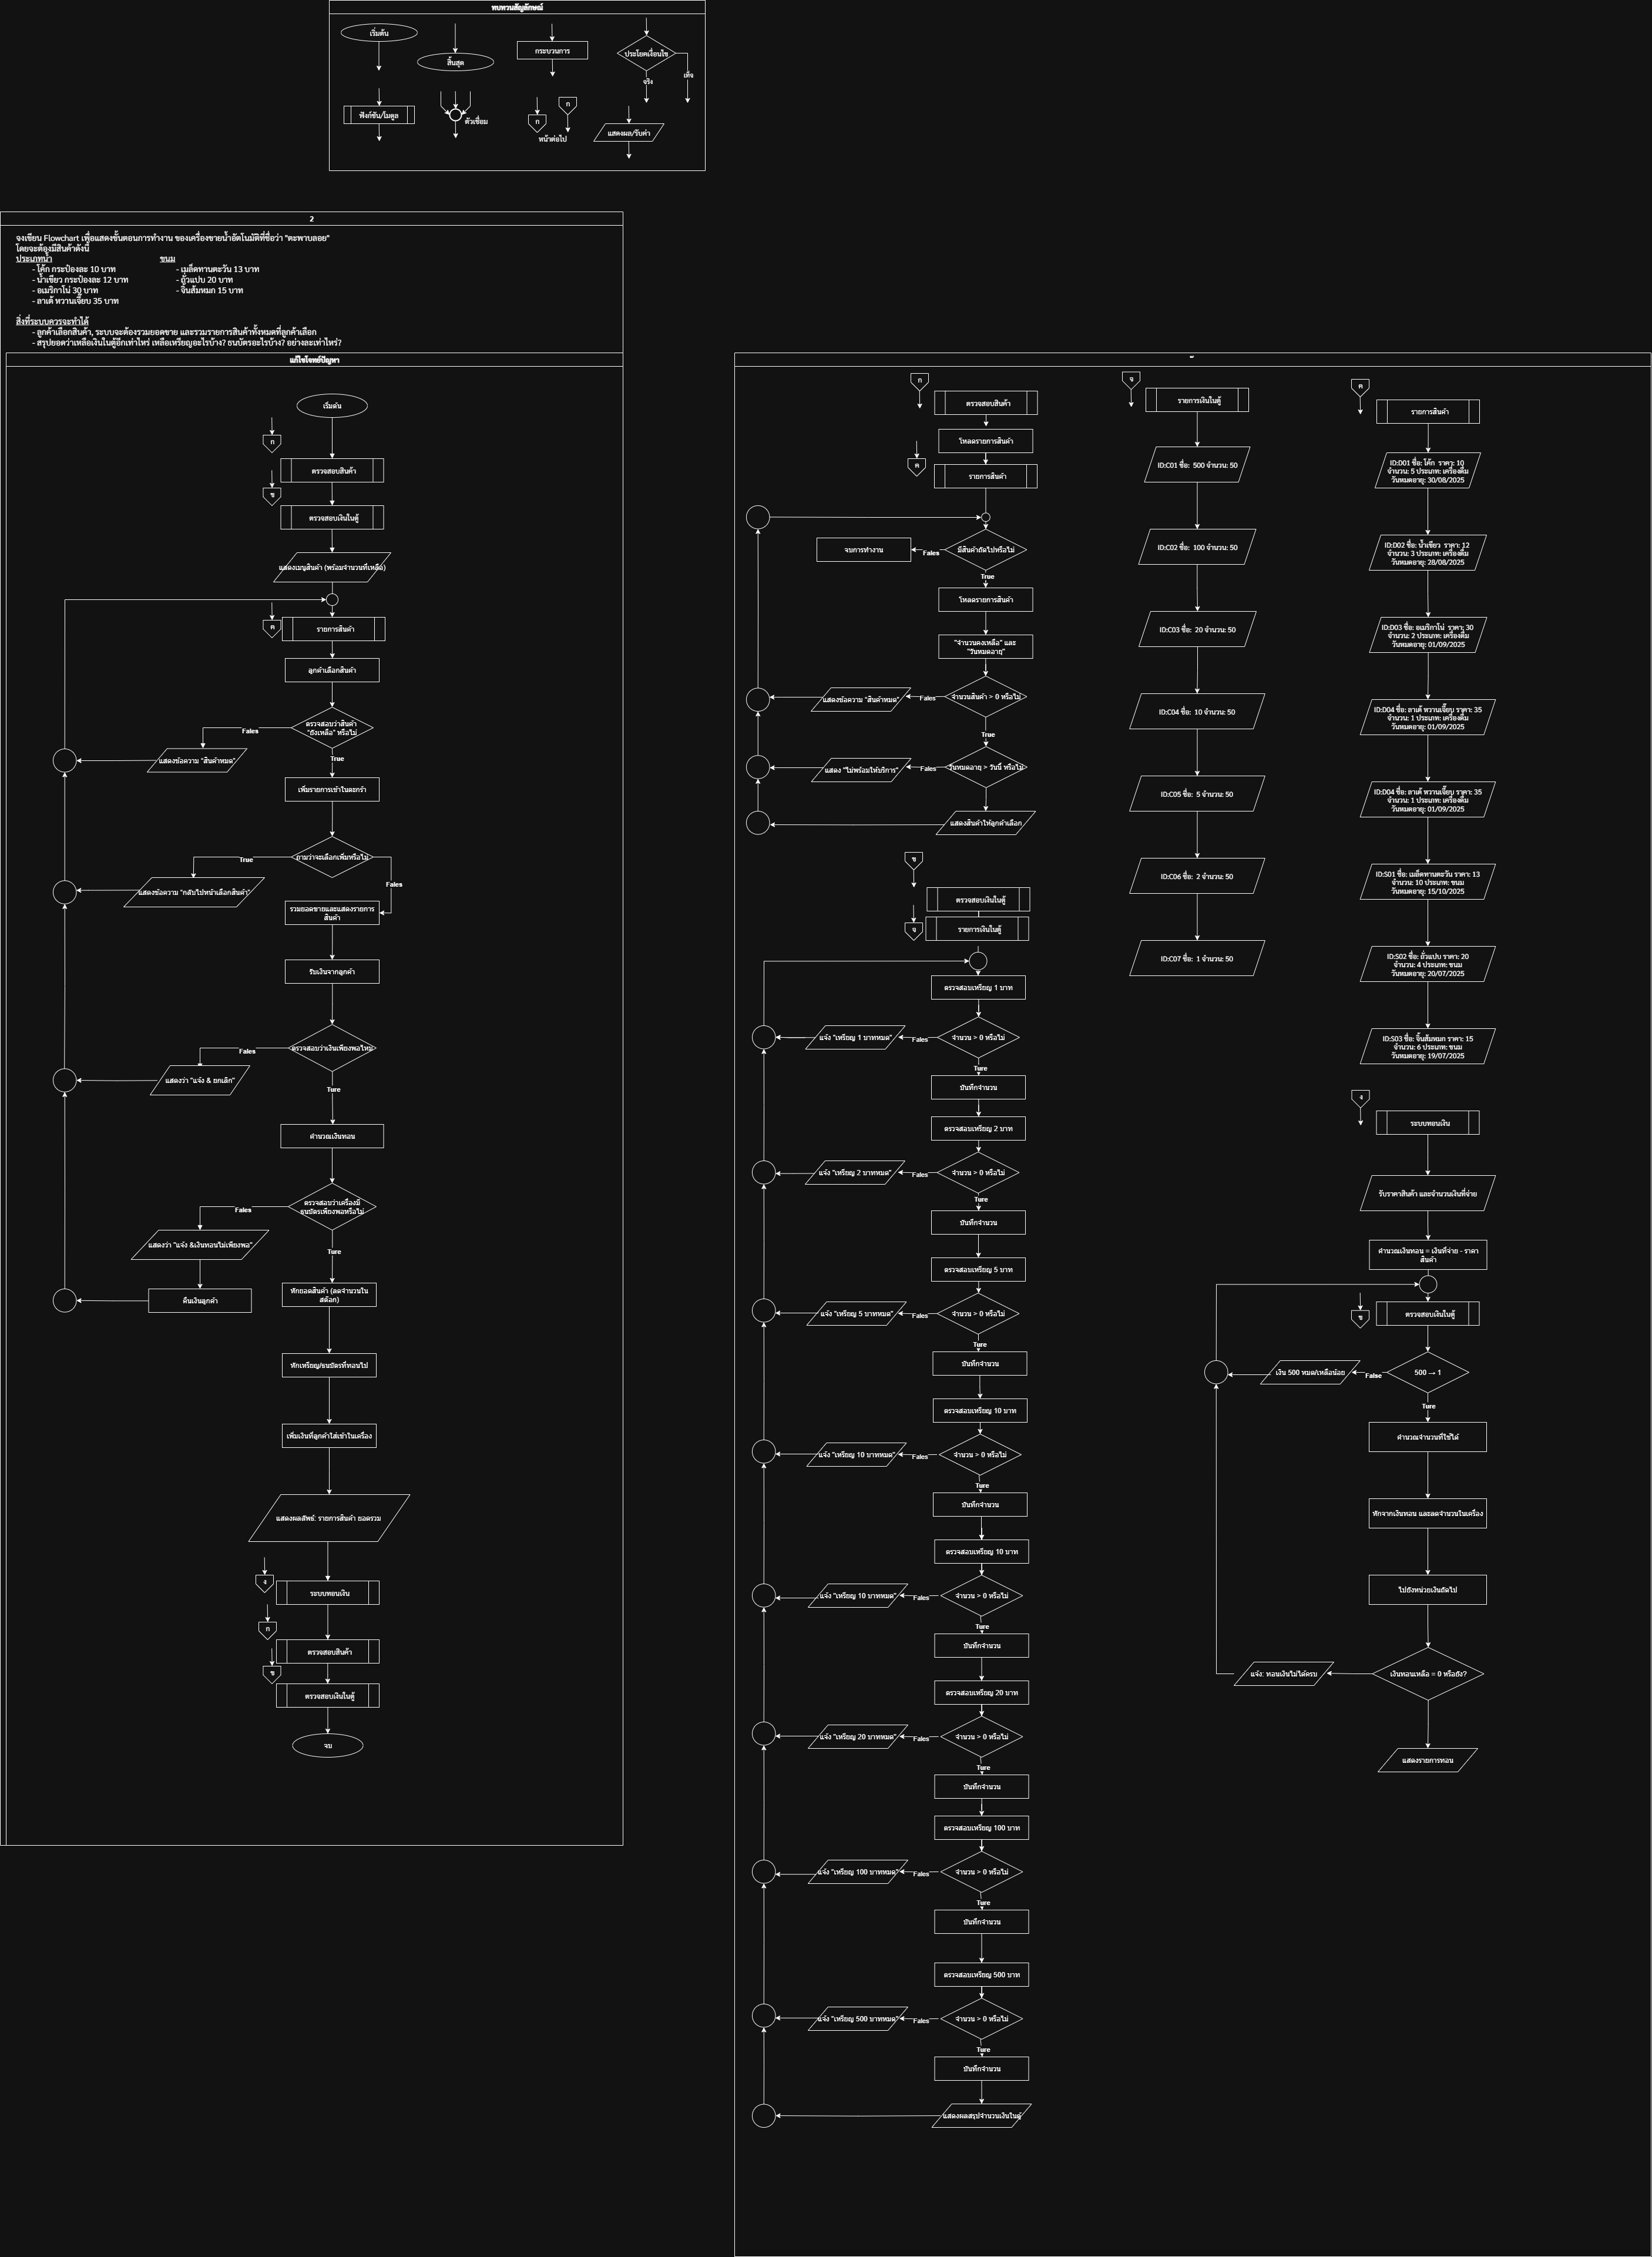 ทบทวนสัญลักษณ์
เริ่มต้น
สิ้นสุด
กระบวนการ
ประโยคเงื่อนไข
เท็จ
จริง
ฟังก์ชัน/โมดูล
ตัวเชื่อม
ก
ก
หน้าต่อไป
แสดงผล/รับค่า
2
จงเขียน Flowchart เพื่อแสดงขั้นตอนการทำงาน ของเครื่องขายน้ำอัตโนมัติที่ชื่อว่า "ตะพาบลอย"
โดยจะต้องมีสินค้าดังนี้
ประเภทน้ำ
- โค้ก กระป๋องละ 10 บาท
- น้ำเขียว กระป๋องละ 12 บาท
- อเมริกาโน่ 30 บาท
- ลาเต้ หวานเจี๊ยบ 35 บาท
ขนม
- เมล็ดทานตะวัน 13 บาท
- ถั่วแปบ 20 บาท
- จิ้นส้มหมก 15 บาท
สิ่งที่ระบบควรจะทำได้
- ลูกค้าเลือกสินค้า, ระบบจะต้องรวมยอดขาย และรวมรายการสินค้าทั้งหมดที่ลูกค้าเลือก
- สรุปยอดว่าเหลือเงินในตู้อีกเท่าไหร่ เหลือเหรียญอะไรบ้าง? ธนบัตรอะไรบ้าง? อย่างละเท่าไหร่?
แก้ไขโจทย์ปัญหา
เริ่มต้น
ก
ตรวจสอบสินค้า
ข
ตรวจสอบเงินในตู้
แสดงเมนูสินค้า (พร้อมจำนวนที่เหลือ)
ค
รายการสินค้า
ลูกค้าเลือกสินค้า
ตรวจสอบว่าสินค้า
"ยังเหลือ" หรือไม่
Fales
แสดงข้อความ "สินค้าหมด"
True
เพิ่มรายการเข้าในตะกร้า
ถามว่าจะเลือกเพิ่มหรือไม่
True
Fales
แสดงข้อความ "กลับไปหน้าเลือกสินค้า"
รวมยอดขายและแสดงรายการ
สินค้า
รับเงินจากลูกค้า
ตรวจสอบว่าเงินเพียงพอไหม
Fales
แสดงว่า "แจ้ง & ยกเลิก"
Ture
คำนวณเงินทอน
ตรวจสอบว่าเครื่องมี
ธนบัตรเพียงพอหรือไม่
Fales
แสดงว่า "แจ้ง &เงินทอนไม่เพียงพอ"
Ture
คืนเงินลูกค้า
หักยอดสินค้า (ลดจำนวนใน
สต็อก)
หักเหรียญ/ธนบัตรที่ทอนไป
เพิ่มเงินที่ลูกค้าใส่เข้าในเครื่อง
แสดงผลลัพธ์: รายการสินค้า ยอดรวม
ง
ระบบทอนเงิน
ก
ตรวจสอบสินค้า
ข
ตรวจสอบเงินในตู้
จบ
ก
ตรวจสอบสินค้า
โหลดรายการสินค้า
ค
รายการสินค้า
มีสินค้าถัดไปหรือไม่
Fales
จบการทำงาน
True
โหลดรายการสินค้า
"จำนวนคงเหลือ" และ
"วันหมดอายุ"
จำนวนสินค้า > 0 หรือไม่
Fales
แสดงข้อความ "สินค้าหมด"
True
วันหมดอายุ > วันนี้ หรือไม่
Fales
แสดง "ไม่พร้อมให้บริการ"
แสดงสินค้าให้ลูกค้าเลือก
ข
ตรวจสอบเงินในตู้
จ
รายการเงินในตู้
ตรวจสอบเหรียญ 1 บาท
จำนวน > 0 หรือไม่
Fales
แจ้ง "เหรียญ 1 บาทหมด"
Ture
บันทึกจำนวน
ตรวจสอบเหรียญ 2 บาท
จำนวน > 0 หรือไม่
Fales
แจ้ง "เหรียญ 2 บาทหมด"
Ture
บันทึกจำนวน
ตรวจสอบเหรียญ 5 บาท
จำนวน > 0 หรือไม่
Fales
แจ้ง "เหรียญ 5 บาทหมด"
Ture
บันทึกจำนวน
ตรวจสอบเหรียญ 10 บาท
จำนวน > 0 หรือไม่
Fales
แจ้ง "เหรียญ 10 บาทหมด"
Ture
บันทึกจำนวน
ตรวจสอบเหรียญ 10 บาท
จำนวน > 0 หรือไม่
Fales
แจ้ง "เหรียญ 10 บาทหมด"
Ture
บันทึกจำนวน
ตรวจสอบเหรียญ 20 บาท
จำนวน > 0 หรือไม่
Fales
แจ้ง "เหรียญ 20 บาทหมด"
Ture
บันทึกจำนวน
ตรวจสอบเหรียญ 100 บาท
จำนวน > 0 หรือไม่
Fales
แจ้ง "เหรียญ 100 บาทหมด"
Ture
บันทึกจำนวน
ตรวจสอบเหรียญ 500 บาท
จำนวน > 0 หรือไม่
Fales
แจ้ง "เหรียญ 500 บาทหมด"
Ture
บันทึกจำนวน
แสดงผลสรุปจำนวนเงินในตู้
จ
รายการเงินในตู้
ID:C01 ชื่อ: 500 จำนวน: 50
ID:C02 ชื่อ: 100 จำนวน: 50
ID:C03 ชื่อ: 20 จำนวน: 50
ID:C04 ชื่อ: 10 จำนวน: 50
ID:C05 ชื่อ: 5 จำนวน: 50
ID:C06 ชื่อ: 2 จำนวน: 50
ID:C07 ชื่อ: 1 จำนวน: 50
ค
รายการสินค้า
ID:D01 ชื่อ: โค้ก ราคา: 10
จำนวน: 5 ประเภท: เครื่องดื่ม
วันหมดอายุ: 30/08/2025
ID:D02 ชื่อ: น้ำเขียว ราคา: 12
จำนวน: 3 ประเภท: เครื่องดื่ม
วันหมดอายุ: 28/08/2025
ID:D03 ชื่อ: อเมริกาโน่ ราคา: 30
จำนวน: 2 ประเภท: เครื่องดื่ม
วันหมดอายุ: 01/09/2025
ID:D04 ชื่อ: ลาเต้ หวานเจี๊ยบ ราคา: 35
จำนวน: 1 ประเภท: เครื่องดื่ม
วันหมดอายุ: 01/09/2025
ID:D04 ชื่อ: ลาเต้ หวานเจี๊ยบ ราคา: 35
จำนวน: 1 ประเภท: เครื่องดื่ม
วันหมดอายุ: 01/09/2025
ID:S01 ชื่อ: เมล็ดทานตะวัน ราคา: 13
จำนวน: 10 ประเภท: ขนม
วันหมดอายุ: 15/10/2025
ID:S02 ชื่อ: ถั่วแปบ ราคา: 20
จำนวน: 4 ประเภท: ขนม
วันหมดอายุ: 20/07/2025
ID:S03 ชื่อ: จิ้นส้มหมก ราคา: 15
จำนวน: 6 ประเภท: ขนม
วันหมดอายุ: 19/07/2025
ง
ระบบทอนเงิน
รับราคาสินค้า และจำนวนเงินที่จ่าย
คำนวณเงินทอน = เงินที่จ่าย - ราคา
สินค้า
ข
ตรวจสอบเงินในตู้
500 → 1
False
เงิน 500 หมด/เหลือน้อย
Ture
คำนวณจำนวนที่ใช้ได้
หักจากเงินทอน และลดจำนวนในเครื่อง
ไปยังหน่วยเงินถัดไป
เงินทอนเหลือ = 0 หรือยัง?
แจ้ง: ทอนเงินไม่ได้ครบ
แสดงรายการทอน